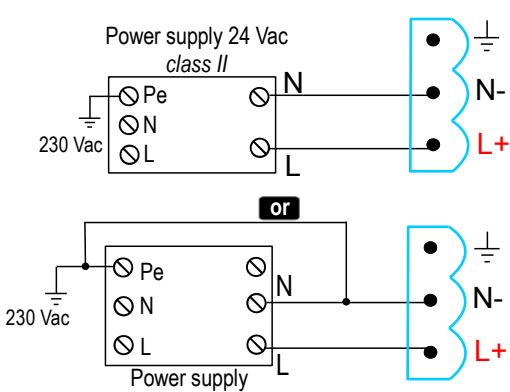 Power supply 24 Vac
class II
Pe
N
N
N-
230 Vac
L
L
L+
or
Pe
N
N-
N
230 Vac
L
L
L+
Power supply